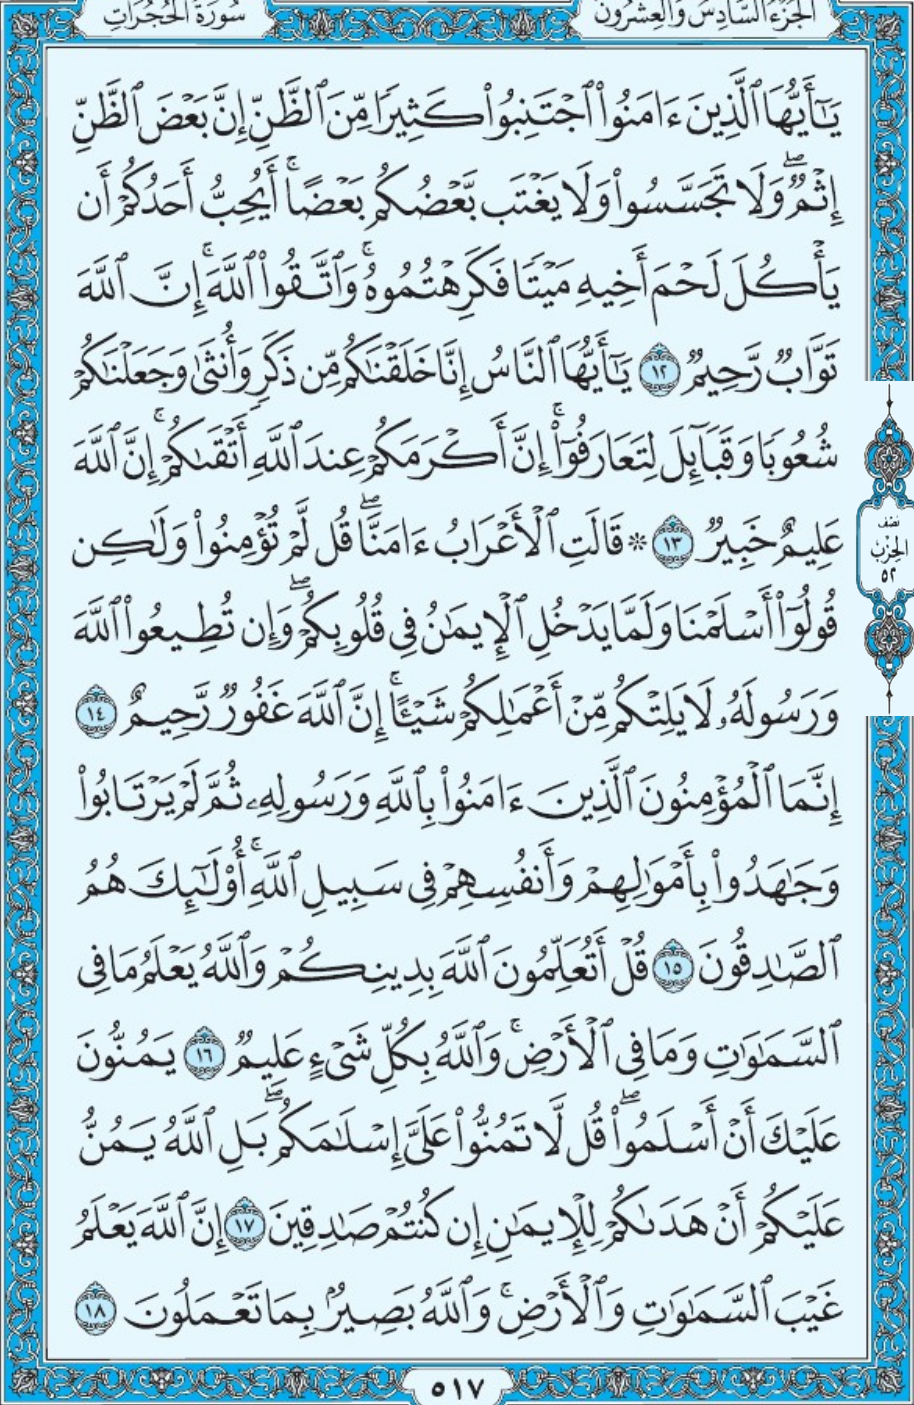 الجزء السادس والعشرون
سورة الحجرات
يَٰٓأَيُّهَا ٱلَّذِينَ ءَامَنُواْ ٱجْتَنِبُواْ كَثِيرًا مِّنَ ٱلظَّنِّ إِنَّ بَعْضَ ٱلظَّنِّ
إِثْمٌۖ وَلَا تَجَسَّسُواْ وَلَا يَغْتَب بَّعْضُكُم بَعْضًاۚ أَيُحِبُّ أَحَدُكُمْ أَن
يَأْكُلَ لَحْمَ أَخِيهِ مَيْتًا فَكَرِهْتُمُوهُۚ وَٱتَّقُواْ ٱللَّهَۚ إِنَّ ٱللَّهَ
تَوَّابٌ رَّحِيمٌ ١٢ يَٰٓأَيُّهَا ٱلنَّاسُ إِنَّا خَلَقْنَٰكُم مِّن ذَكَرٍ وَأُنثَىٰ وَجَعَلْنَٰكُمْ
شُعُوبًا وَقَبَآئِلَ لِتَعَارَفُوٓاْۚ إِنَّ أَكْرَمَكُمْ عِندَ ٱللَّهِ أَتْقَىٰكُمْۚ إِنَّ ٱللَّهَ
عَلِيمٌ خَبِيرٌ ١٣ ۞ قَالَتِ ٱلْأَعْرَابُ ءَامَنَّاۖ قُل لَّمْ تُؤْمِنُواْ وَلَٰكِن
قُولُوٓاْ أَسْلَمْنَا وَلَمَّا يَدْخُلِ ٱلْإِيمَٰنُ فِى قُلُوبِكُمْۖ وَإِن تُطِيعُواْ ٱللَّهَ
وَرَسُولَهُۥ لَا يَلِتْكُم مِّنْ أَعْمَٰلِكُمْ شَيْـًٔاۚ إِنَّ ٱللَّهَ غَفُورٌ رَّحِيمٌ ١٤
إِنَّمَا ٱلْمُؤْمِنُونَ ٱلَّذِينَ ءَامَنُواْ بِٱللَّهِ وَرَسُولِهِۦ ثُمَّ لَمْ يَرْتَابُواْ
وَجَٰهَدُواْ بِأَمْوَٰلِهِمْ وَأَنفُسِهِمْ فِى سَبِيلِ ٱللَّهِۚ أُوْلَٰٓئِكَ هُمُ
ٱلصَّٰدِقُونَ ١٥ قُلْ أَتُعَلِّمُونَ ٱللَّهَ بِدِينِكُمْ وَٱللَّهُ يَعْلَمُ مَا فِى
ٱلسَّمَٰوَٰتِ وَمَا فِى ٱلْأَرْضِۚ وَٱللَّهُ بِكُلِّ شَىْءٍ عَلِيمٌ ١٦ يَمُنُّونَ
عَلَيْكَ أَنْ أَسْلَمُواْۖ قُل لَّا تَمُنُّواْ عَلَىَّ إِسْلَٰمَكُمۖ بَلِ ٱللَّهُ يَمُنُّ
عَلَيْكُمْ أَنْ هَدَىٰكُمْ لِلْإِيمَٰنِ إِن كُنتُمْ صَٰدِقِينَ ١٧ إِنَّ ٱللَّهَ يَعْلَمُ
غَيْبَ ٱلسَّمَٰوَٰتِ وَٱلْأَرْضِۚ وَٱللَّهُ بَصِيرٌۢ بِمَا تَعْمَلُونَ ١٨
نصف
الحزب
٥٢
٥١٧